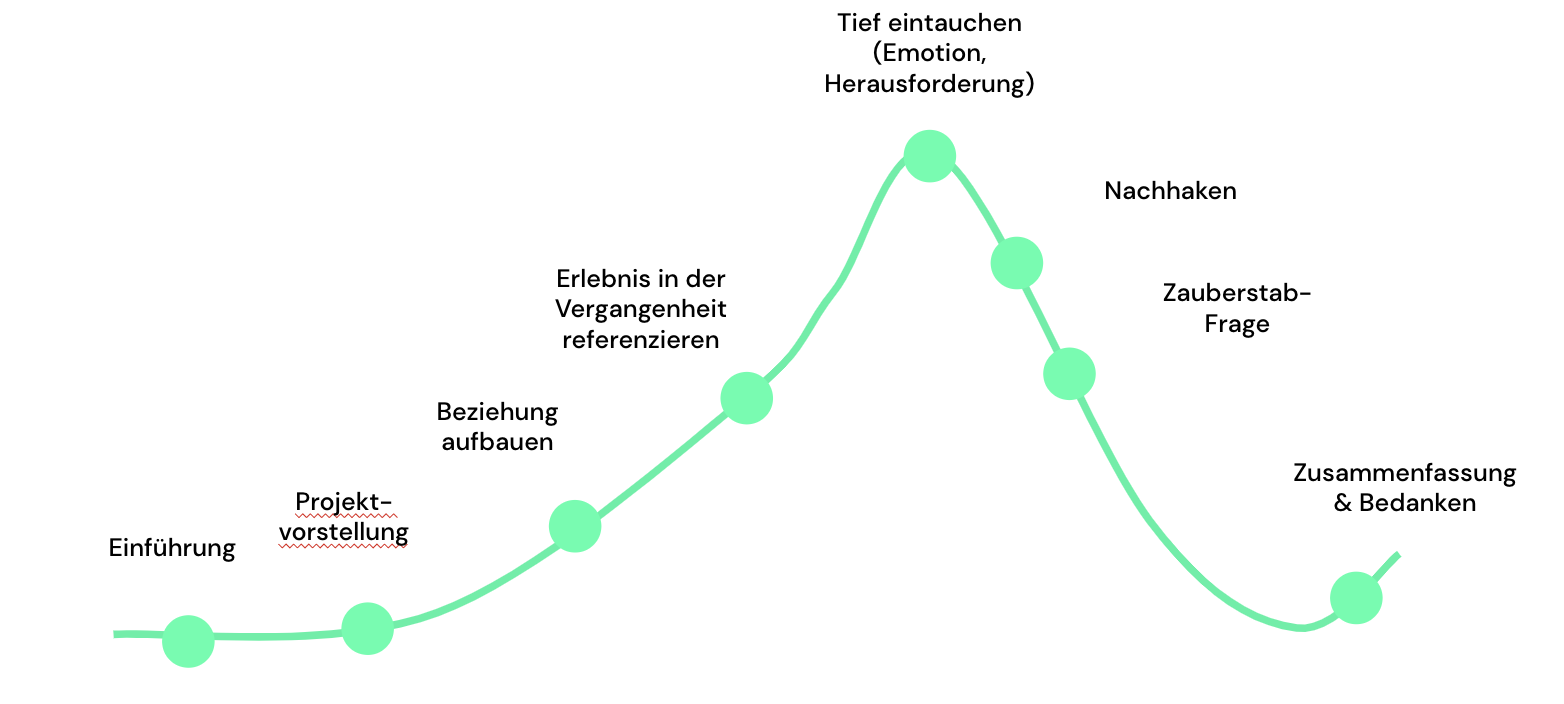 Einführung
Projekt-
vorstellung
Beziehung
aufbauen
Erlebnis in der
Vergangenheit
referenzieren
Tief eintauchen
(Emotion,
Herausforderung)
Nachhaken
Zauberstab-
Frage
Zusammenfassung
& Bedanken